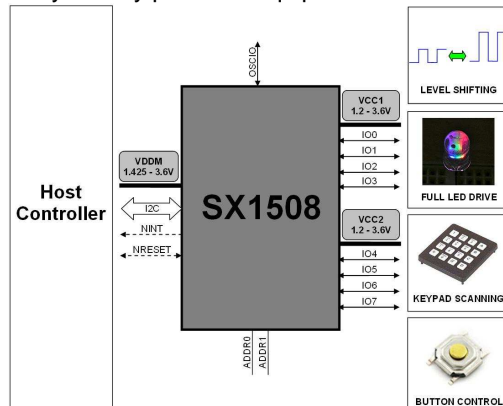 OSCIO
VCC1
1.2 - 3.6V
IO0
IO1
IO2
IO3
VDDM
1.425 - 3.6V
Host
Controller
I2C
NINT
NRESET
SX1508
VCC2
1.2 - 3.6V
IO4
IO5
IO6
IO7
ADDR0
ADDR1
LEVEL SHIFTING
FULL LED DRIVE
KEYPAD SCANNING
BUTTON CONTROL